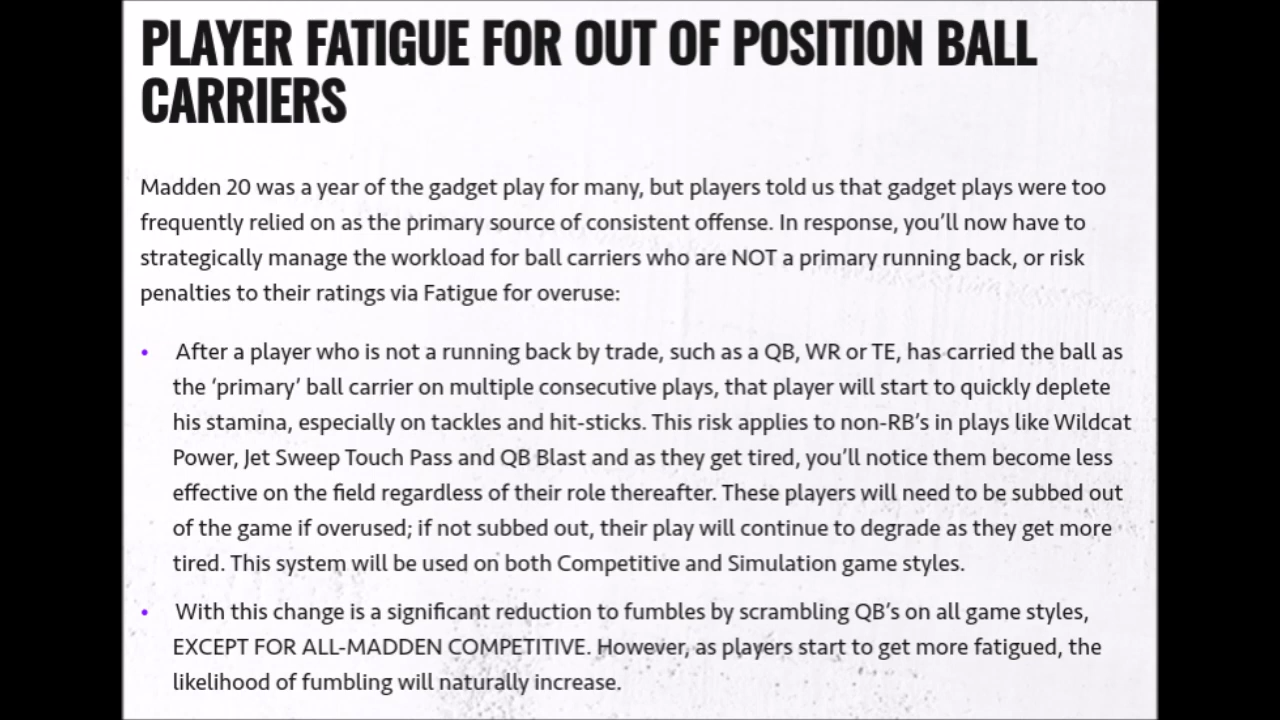 PLAYER FATIGUE FOR OUT OF POSITION BALL
CARRIERS
Madden 20 was a year of the gadget play for many, but players told us that gadget plays were too
frequently relied on as the primary source of consistent offense. In response, you’ll now have to
strategically manage the workload for ball carriers who are NOT a primary running back, or risk
penalties to their ratings via Fatigue for overuse:
• After a player who is not a running back by trade, such as a QB, WR or TE, has carried the ball as
the ‘primary’ ball carrier on multiple consecutive plays, that player will start to quickly deplete
his stamina, especially on tackles and hit-sticks. This risk applies to non-RB’s in plays like Wildcat
Power, Jet Sweep Touch Pass and QB Blast and as they get tired, you’ll notice them become less
effective on the field regardless of their role thereafter. These players will need to be subbed out
of the game if overused; if not subbed out, their play will continue to degrade as they get more
tired. This system will be used on both Competitive and Simulation game styles.
• With this change is a significant reduction to fumbles by scrambling QB’s on all game styles,
EXCEPT FOR ALL-MADDEN COMPETITIVE. However, as players start to get more fatigued, the
likelihood of fumbling will naturally increase.